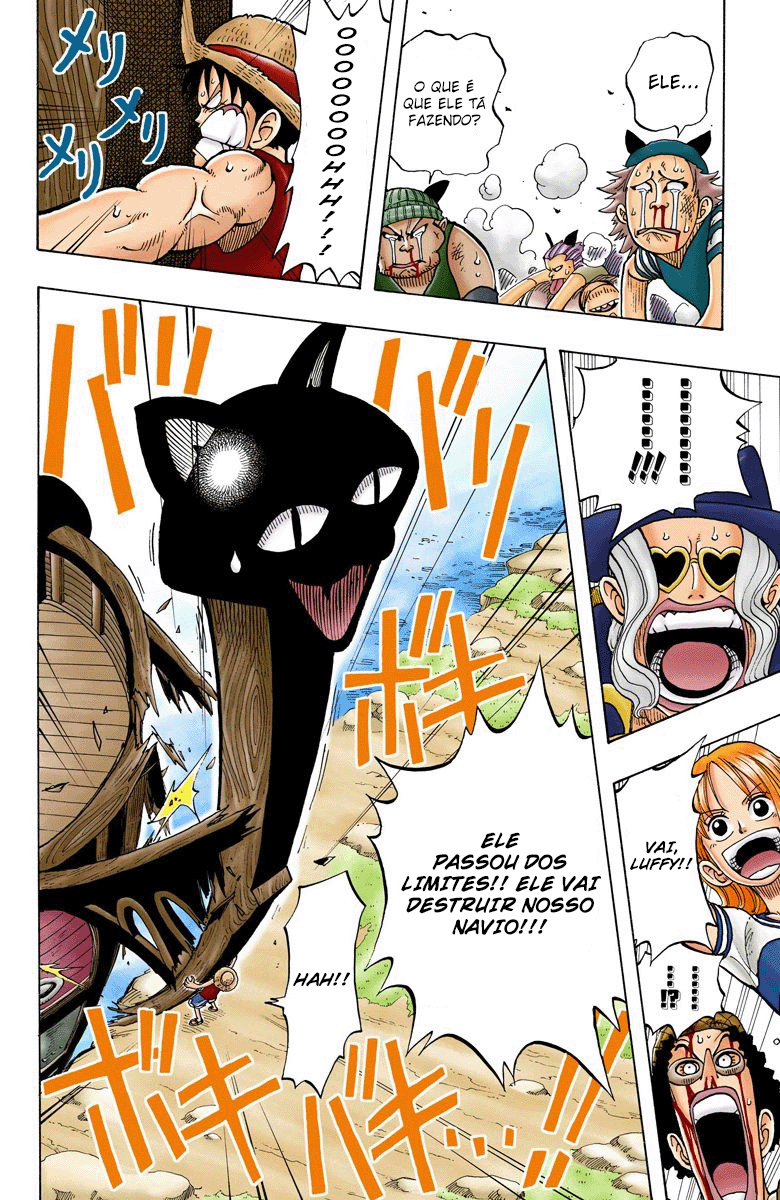 ELE...
O QUE É
QUE ELE TÁ
FAZENDO?
OOOOOOOOHHH!!!
メリ
メリ
メリ
!!!
バリ
バリ
ボキ
VAI,
LUFFY!!
!?
ELE
PASSOU DOS
LIMITES!! ELE VAI
DESTRUIR NOSSO
NAVIO!!!
HAH!!
ボキ
バキ...!!